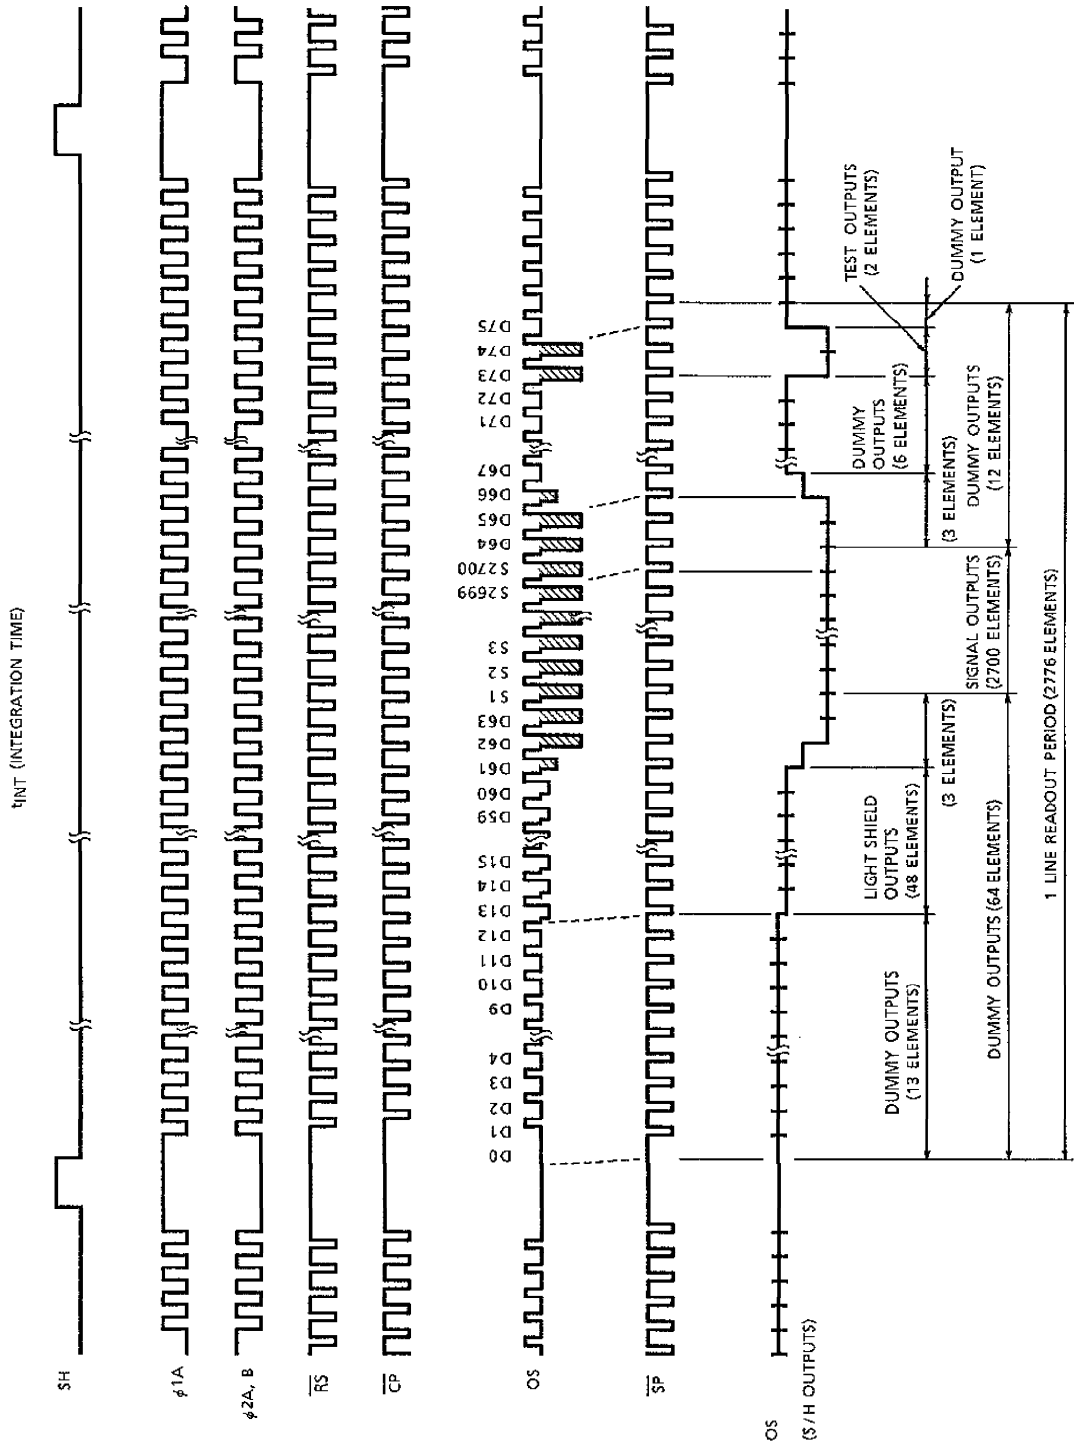 tINT (INTEGRATION TIME)
SH
ϕ1A
ϕ2A, B
RS
CP
OS
D0
D1
D2
D3
D4
D9
D10
D11
D12
D13
D14
D15
D59
D60
D61
D62
D63
S1
S2
S3
S2699
S2700
D64
D65
D66
D67
D71
D72
D73
D74
D75
SP
OS
(S/H OUTPUTS)
DUMMY OUTPUTS
(13 ELEMENTS)
LIGHT SHIELD
OUTPUTS
(48 ELEMENTS)
(3 ELEMENTS)
DUMMY OUTPUTS (64 ELEMENTS)
SIGNAL OUTPUTS
(2700 ELEMENTS)
(3 ELEMENTS)
DUMMY
OUTPUTS
(6 ELEMENTS)
TEST OUTPUTS
(2 ELEMENTS)
DUMMY OUTPUT
(1 ELEMENT)
DUMMY OUTPUTS
(12 ELEMENTS)
1 LINE READOUT PERIOD (2776 ELEMENTS)